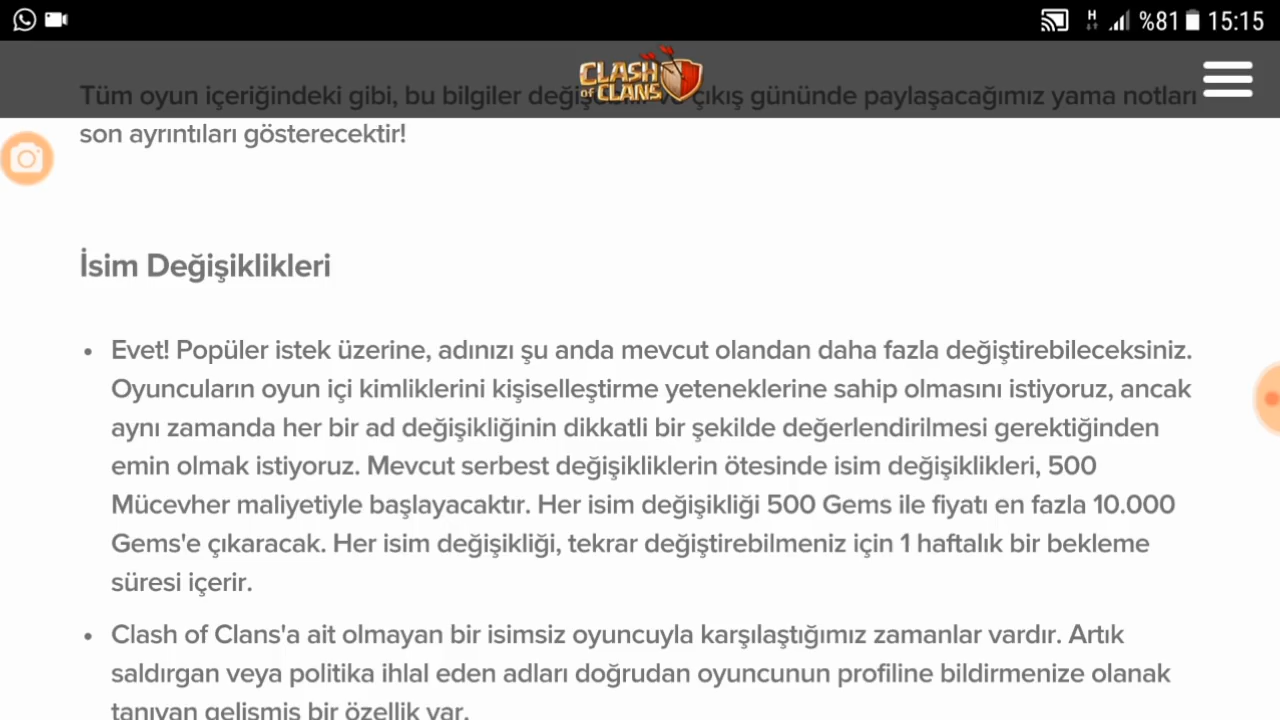 H %81 15:15
CLASH of CLANS
Tüm oyun içeriğindeki gibi, bu bilgiler çıkış gününde paylaşacağımız yama notları
son ayrıntıları gösterecektir!
İsim Değişiklikleri
• Evet! Popüler istek üzerine, adınızı şu anda mevcut olandan daha fazla değiştirebileceksiniz.
Oyuncuların oyun içi kimliklerini kişiselleştirme yeteneklerine sahip olmasını istiyoruz, ancak
aynı zamanda her bir ad değişikliğinin dikkatli bir şekilde değerlendirilmesi gerektiğinden
emin olmak istiyoruz. Mevcut serbest değişikliklerin ötesinde isim değişiklikleri, 500
Mücevher maliyetiyle başlayacaktır. Her isim değişikliği 500 Gems ile fiyatı en fazla 10.000
Gems'e çıkaracak. Her isim değişikliği, tekrar değiştirebilmeniz için 1 haftalık bir bekleme
süresi içerir.
• Clash of Clans'a ait olmayan bir isimsiz oyuncuyla karşılaştığımız zamanlar vardır. Artık
saldırgan veya politika ihlal eden adları doğrudan oyuncunun profiline bildirmenize olanak
tanıyan gelişmiş bir özellik var.